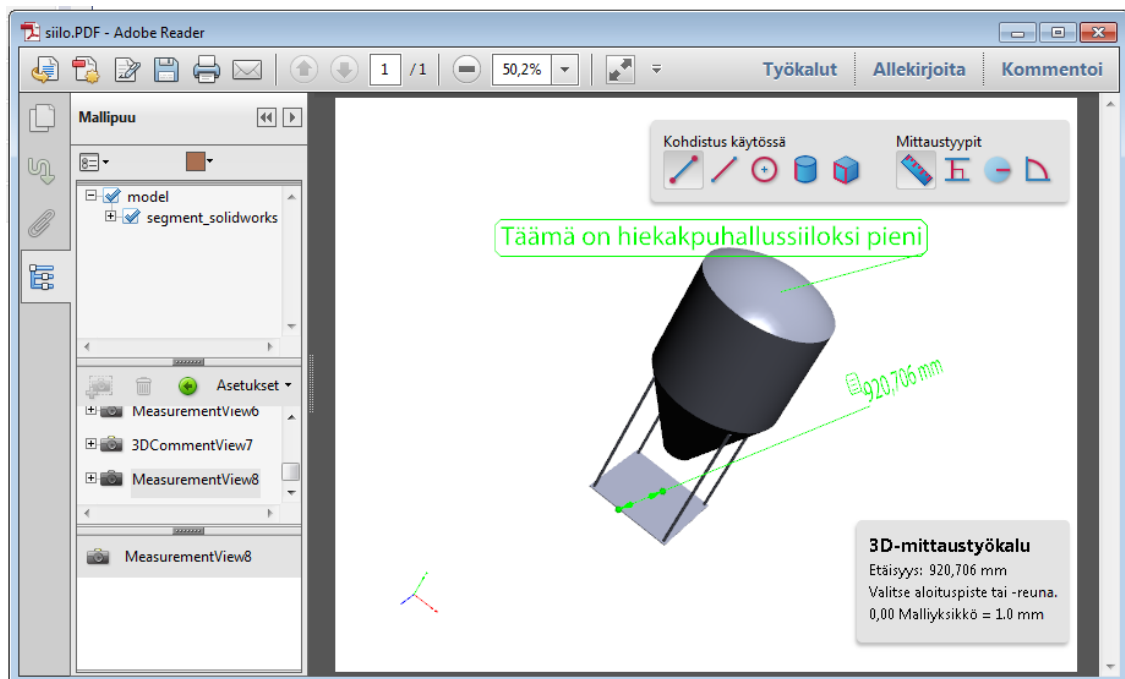 siilo.PDF - Adobe Reader
1 /1 50,2% Työkalut Allekirjoita Kommentoi
Mallipuu
model
segment_solidworks
Asetukset
MeasurementView6
3DCommentView7
MeasurementView8
MeasurementView8
Kohdistus käytössä Mittaustyypit
Täämä on hiekakpuhallussiiloksi pieni
920,706 mm
3D-mittaustyökalu
Etäisyys: 920,706 mm
Valitse aloituspiste tai -reuna.
0,00 Malliyksikkö = 1.0 mm